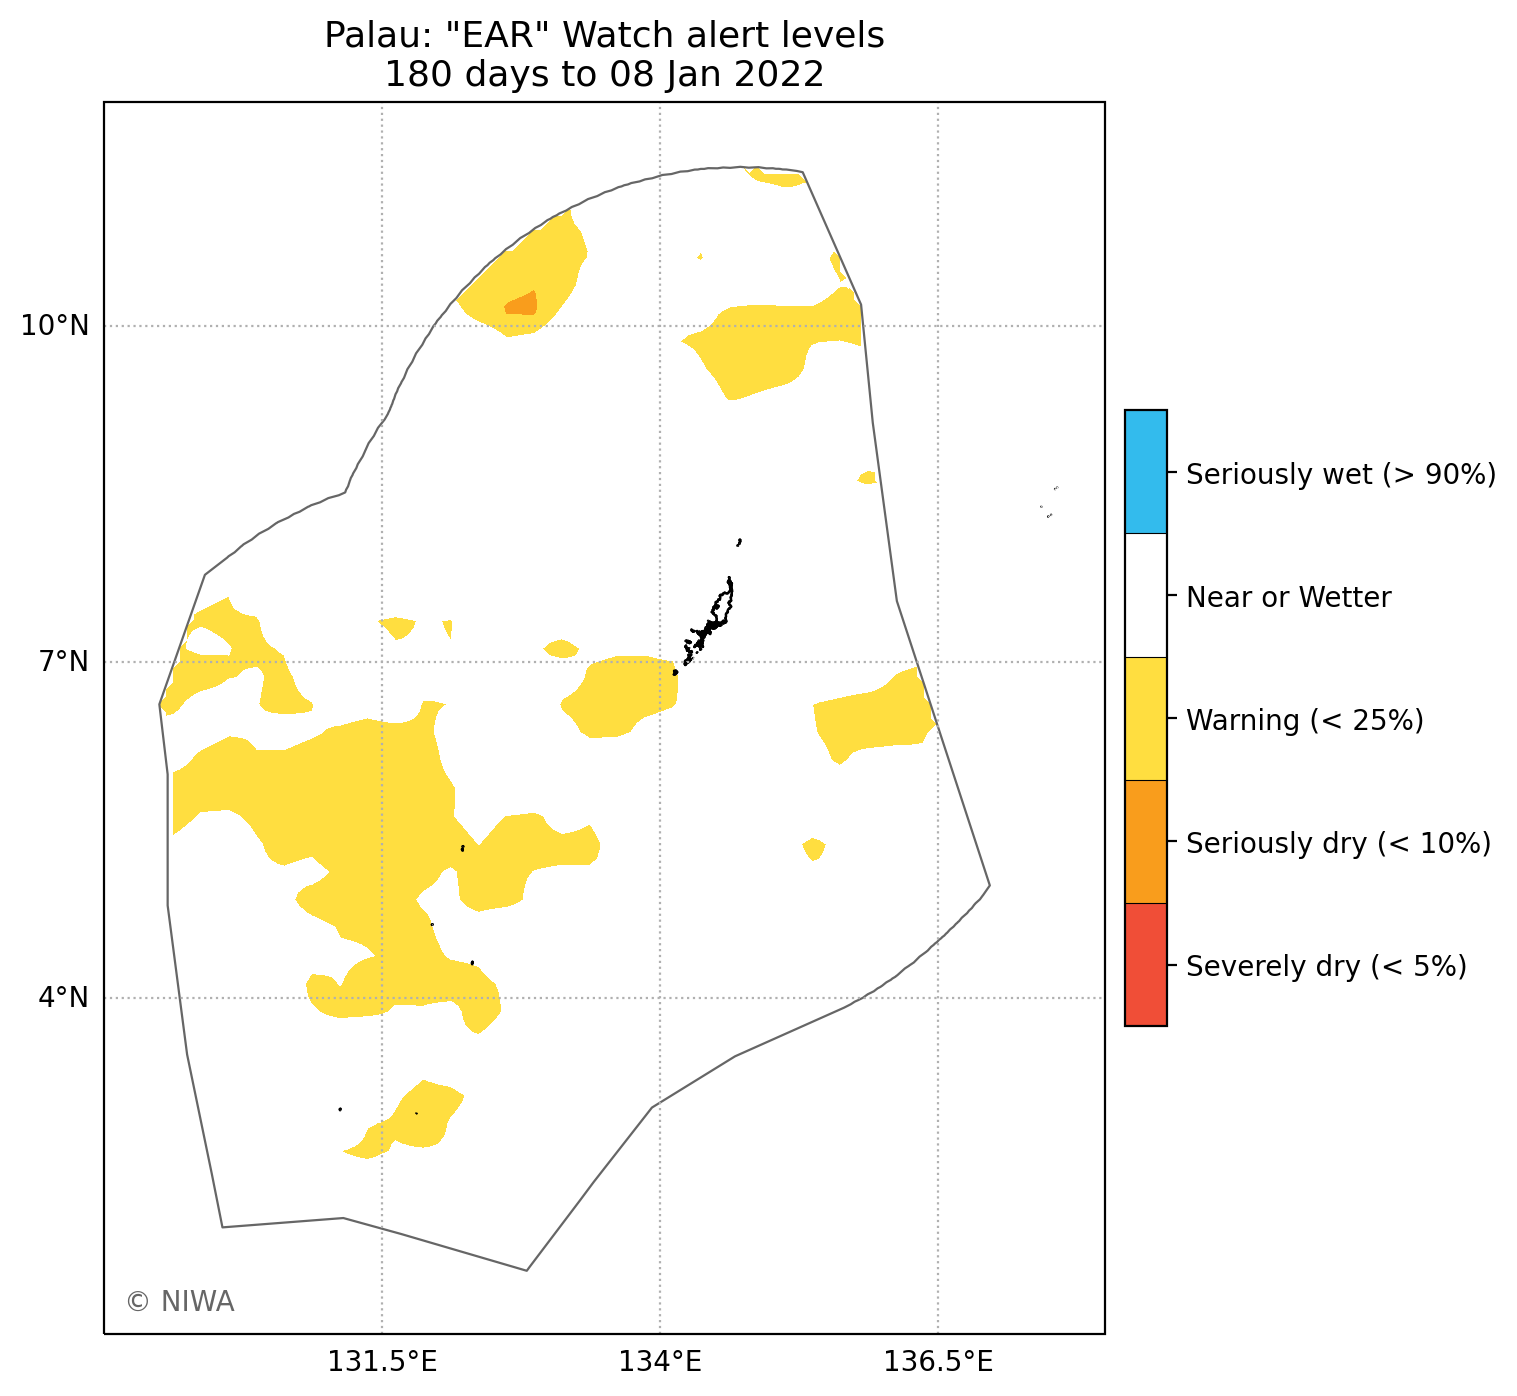 Palau: "EAR" Watch alert levels
180 days to 08 Jan 2022
10°N
7°N
4°N
131.5°E
134°E
136.5°E
Seriously wet (> 90%)
Near or Wetter
Warning (< 25%)
Seriously dry (< 10%)
Severely dry (< 5%)
© NIWA